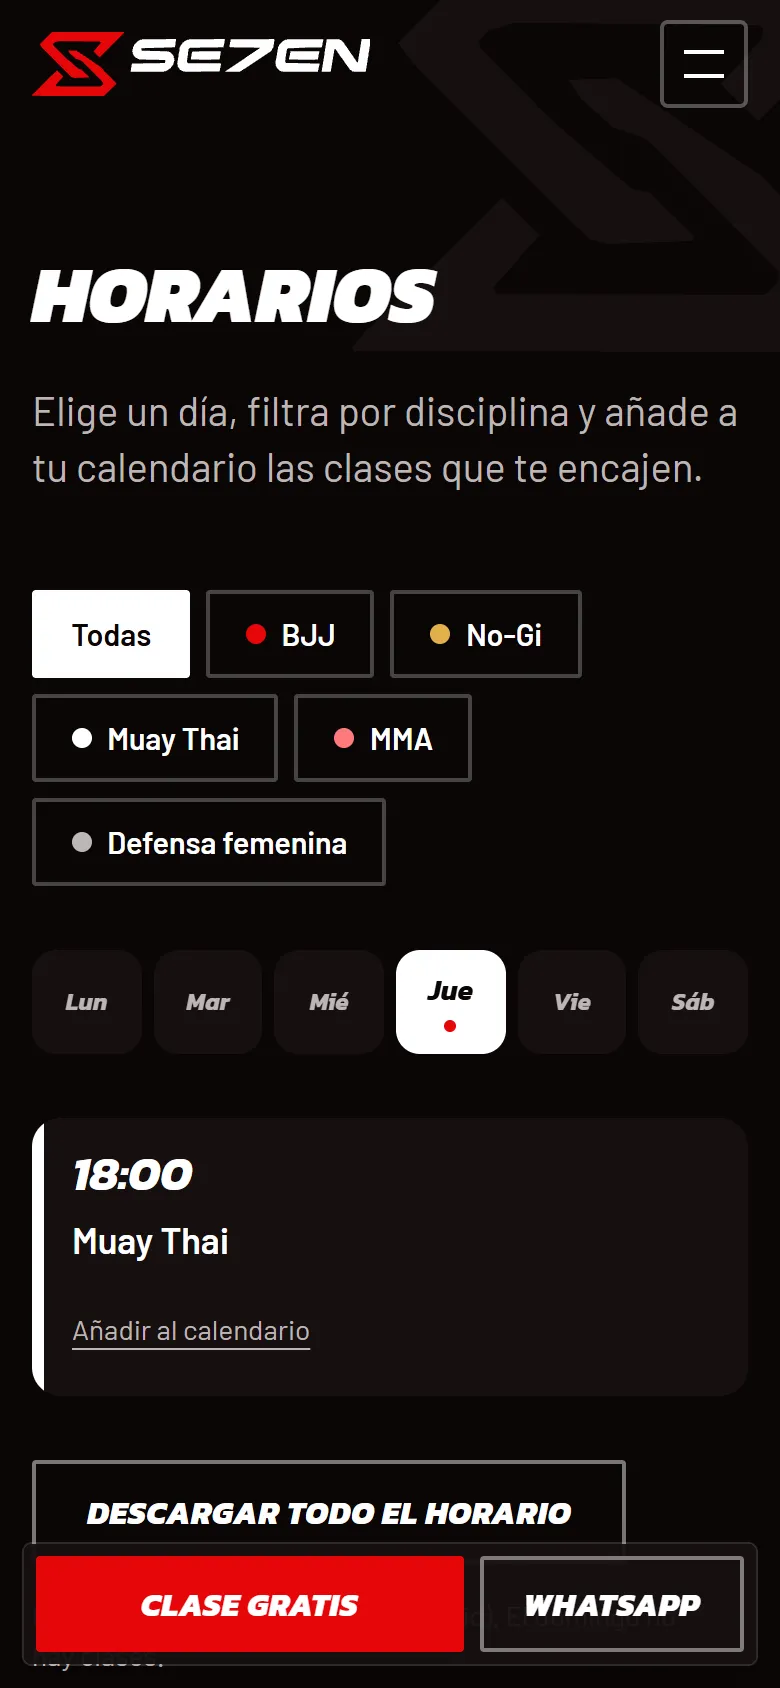 SE7EN
HORARIOS
Elige un día, filtra por disciplina y añade a
tu calendario las clases que te encajen.
Todas
BJJ
No-Gi
Muay Thai
MMA
Defensa femenina
Lun
Mar
Mié
Jue
Vie
Sáb
18:00
Muay Thai
Añadir al calendario
DESCARGAR TODO EL HORARIO
CLASE GRATIS
WHATSAPP
hay clases.